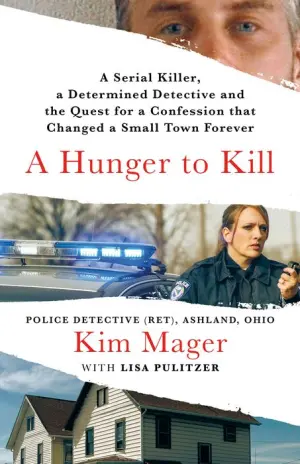 A Serial Killer,
a Determined Detective and
the Quest for a Confession that
Changed a Small Town Forever
A Hunger to Kill
POLICE DETECTIVE (RET), ASHLAND, OHIO
Kim Mager
WITH LISA PULITZER